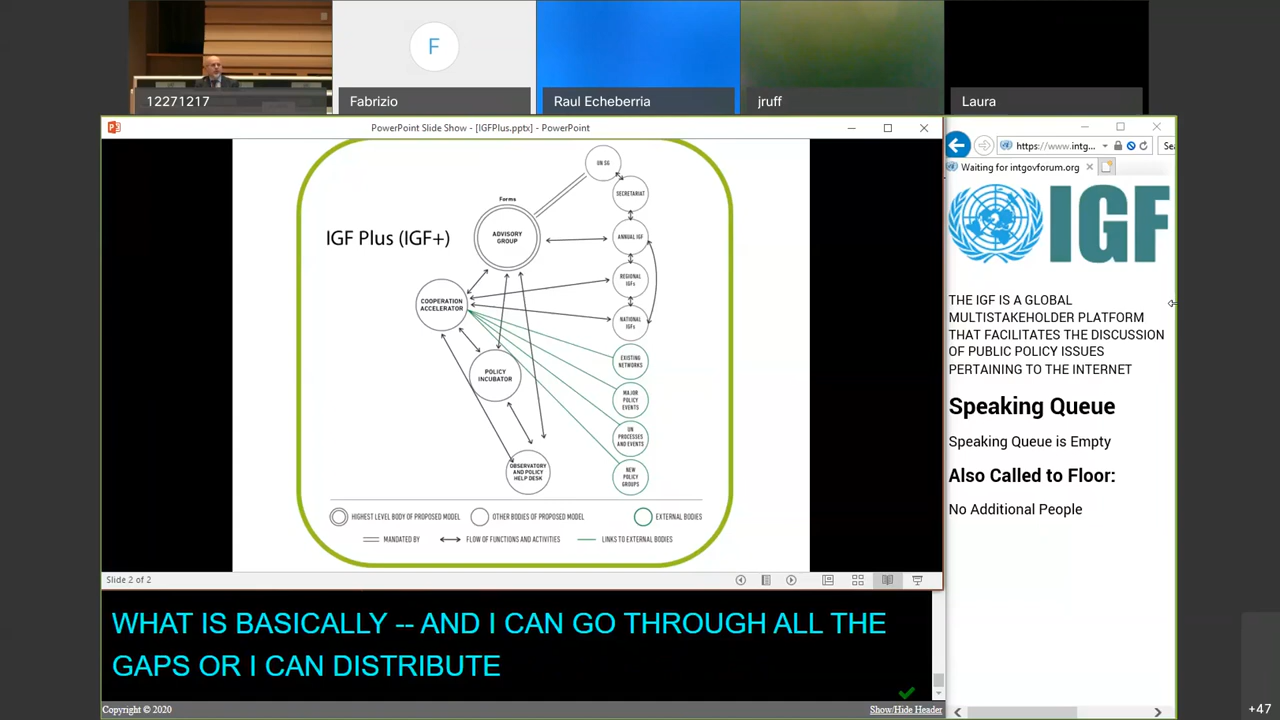 F
12271217
Fabrizio
Raul Echeberria
jruff
Laura
PowerPoint Slide Show - [IGFPlus.pptx] - PowerPoint
IGF Plus (IGF+)
Forms
ADVISORY
GROUP
COOPERATION
ACCELERATOR
POLICY
INCUBATOR
OBSERVATORY
AND POLICY
HELP DESK
UN SG
SECRETARIAT
ANNUAL IGF
REGIONAL
IGFs
NATIONAL
IGFs
EXISTING
NETWORKS
MAJOR
POLICY
EVENTS
UN
PROCESSES
AND EVENTS
NEW
POLICY
GROUPS
HIGHEST LEVEL BODY OF PROPOSED MODEL
OTHER BODIES OF PROPOSED MODEL
EXTERNAL BODIES
MANDATED BY
FLOW OF FUNCTIONS AND ACTIVITIES
LINKS TO EXTERNAL BODIES
Slide 2 of 2
WHAT IS BASICALLY -- AND I CAN GO THROUGH ALL THE
GAPS OR I CAN DISTRIBUTE
Copyright © 2020
Show/Hide Header
https://www.intg...
Sea
Waiting for intgovforum.org
IGF
THE IGF IS A GLOBAL
MULTISTAKEHOLDER PLATFORM
THAT FACILITATES THE DISCUSSION
OF PUBLIC POLICY ISSUES
PERTAINING TO THE INTERNET
Speaking Queue
Speaking Queue is Empty
Also Called to Floor:
No Additional People
+47